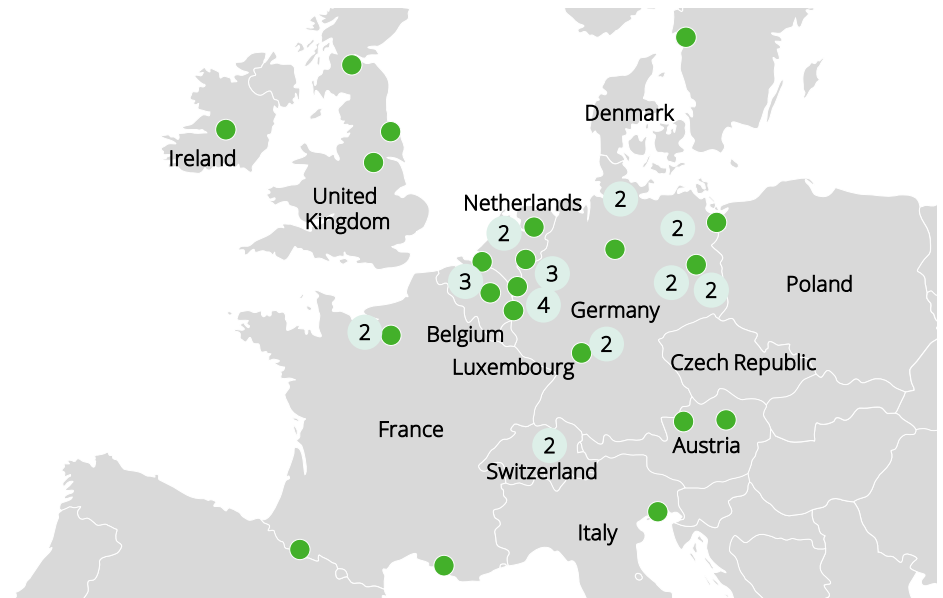 Denmark
Ireland
United
Kingdom
Netherlands
2
2
2
3
3
2
2
4
Poland
Germany
2
Belgium
2
Luxembourg
Czech Republic
France
2
Austria
Switzerland
Italy